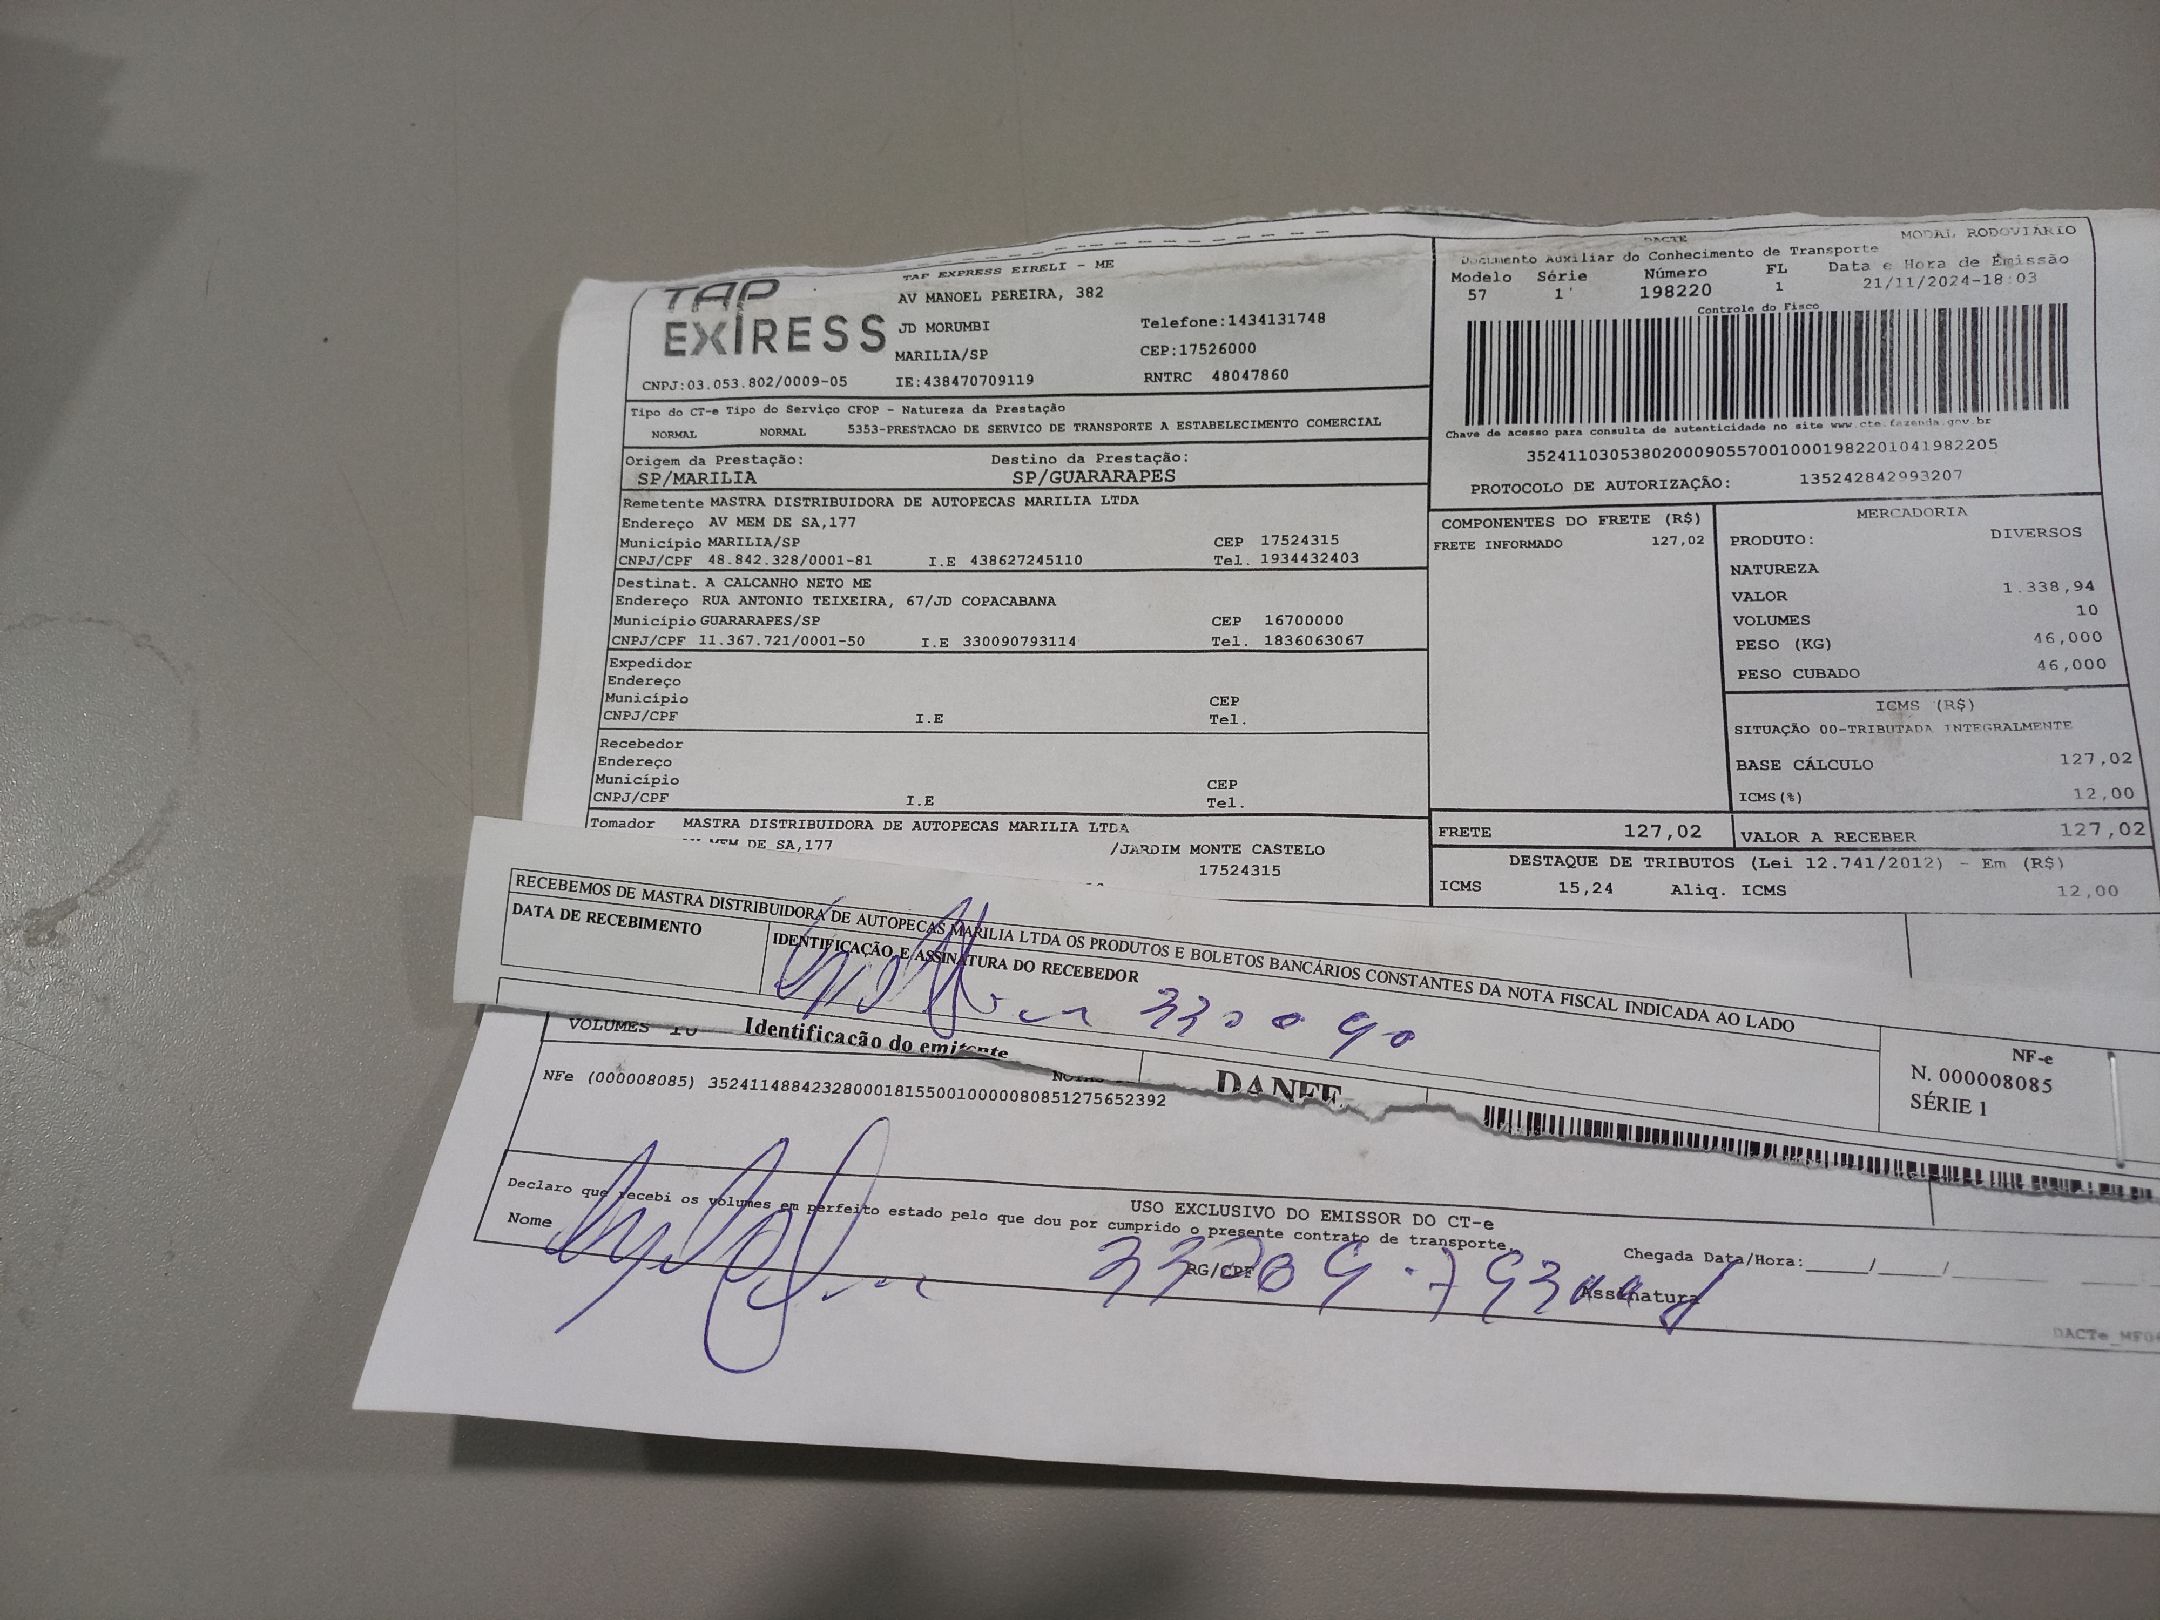 TAP
EXPRESS
TAP EXPRESS EIRELI - ME
AV MANOEL PEREIRA, 382
JD MORUMBI Telefone:1434131748
MARILIA/SP CEP:17526000
CNPJ:03.053.802/0009-05 IE:438470709119 RNTRC 48047860
DACTE MODAL RODOVIÁRIO
Documento Auxiliar do Conhecimento de Transporte
Modelo Série Número FL Data e Hora de Emissão
57 1 198220 1 21/11/2024-18:03
Controle do Fisco
Chave de acesso para consulta de autenticidade no site www.cte.fazenda.gov.br
35241103053802000905570010001982201041982205
PROTOCOLO DE AUTORIZAÇÃO: 135242842993207
Tipo do CT-e Tipo do Serviço CFOP - Natureza da Prestação
NORMAL NORMAL 5353-PRESTACAO DE SERVICO DE TRANSPORTE A ESTABELECIMENTO COMERCIAL
Origem da Prestação: Destino da Prestação:
SP/MARILIA SP/GUARARAPES
Remetente MASTRA DISTRIBUIDORA DE AUTOPECAS MARILIA LTDA
Endereço AV MEM DE SA,177
Município MARILIA/SP CEP 17524315
CNPJ/CPF 48.842.328/0001-81 I.E 438627245110 Tel. 1934432403
Destinat. A CALCANHO NETO ME
Endereço RUA ANTONIO TEIXEIRA, 67/JD COPACABANA
Município GUARARAPES/SP CEP 16700000
CNPJ/CPF 11.367.721/0001-50 I.E 330090793114 Tel. 1836063067
Expedidor
Endereço
Município CEP
CNPJ/CPF I.E Tel.
Recebedor
Endereço
Município CEP
CNPJ/CPF I.E Tel.
Tomador MASTRA DISTRIBUIDORA DE AUTOPECAS MARILIA LTDA
MEM DE SA,177 /JARDIM MONTE CASTELO
17524315
COMPONENTES DO FRETE (R$)
FRETE INFORMADO 127,02
MERCADORIA
PRODUTO: DIVERSOS
NATUREZA
VALOR 1.338,94
VOLUMES 10
PESO (KG) 46,000
PESO CUBADO 46,000
ICMS (R$)
SITUAÇÃO 00-TRIBUTADA INTEGRALMENTE
BASE CÁLCULO 127,02
ICMS(%) 12,00
FRETE 127,02 VALOR A RECEBER 127,02
DESTAQUE DE TRIBUTOS (Lei 12.741/2012) - Em (R$)
ICMS 15,24 Aliq. ICMS 12,00
RECEBEMOS DE MASTRA DISTRIBUIDORA DE AUTOPECAS MARILIA LTDA OS PRODUTOS E BOLETOS BANCÁRIOS CONSTANTES DA NOTA FISCAL INDICADA AO LADO
DATA DE RECEBIMENTO IDENTIFICAÇÃO E ASSINATURA DO RECEBEDOR
NF-e
N. 000008085
SÉRIE 1
VOLUMES 10 Identificação do emitente
DANFE
NFe (000008085) 35241148842328000181550010000080851275652392
USO EXCLUSIVO DO EMISSOR DO CT-e
Declaro que recebi os volumes em perfeito estado pelo que dou por cumprido o presente contrato de transporte.
Nome RG/CPF Assinatura Chegada Data/Hora:_____/_____/_____